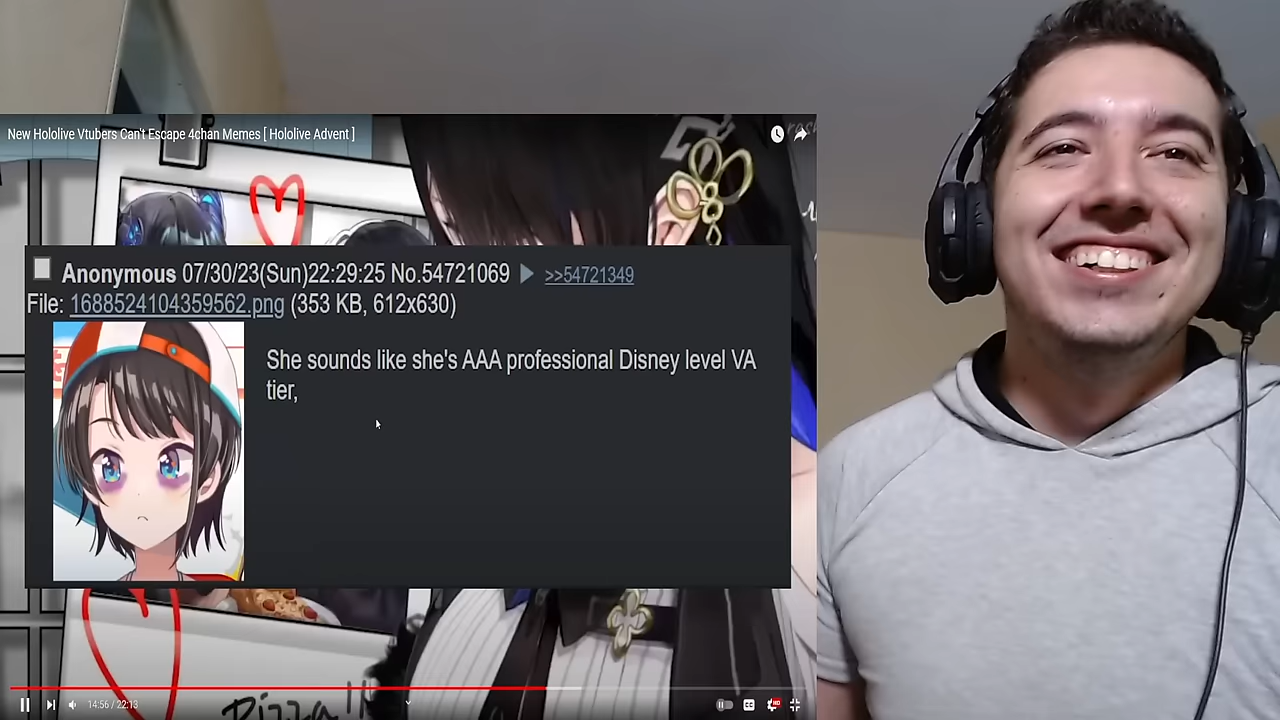 New Hololive Vtubers Can't Escape 4chan Memes [ Hololive Advent ]
Anonymous 07/30/23(Sun)22:29:25 No.54721069 ▶ >>54721349
File: 1688524104359562.png (353 KB, 612x630)
She sounds like she's AAA professional Disney level VA
tier,
Pizza!!
14:56 / 22:13
HD